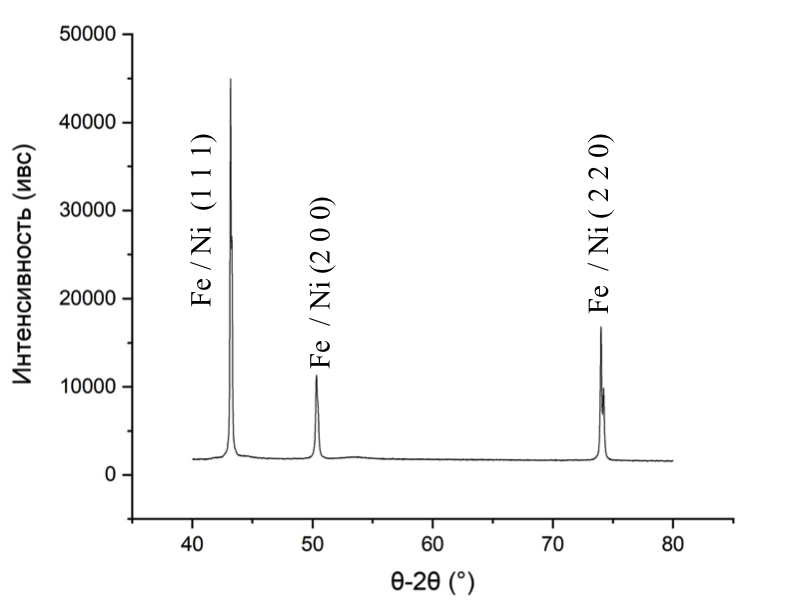 50000
40000
30000
20000
10000
0
Интенсивность (ивс)
Fe / Ni (1 1 1)
Fe / Ni (2 0 0)
Fe / Ni ( 2 2 0)
40 50 60 70 80
θ-2θ (°)